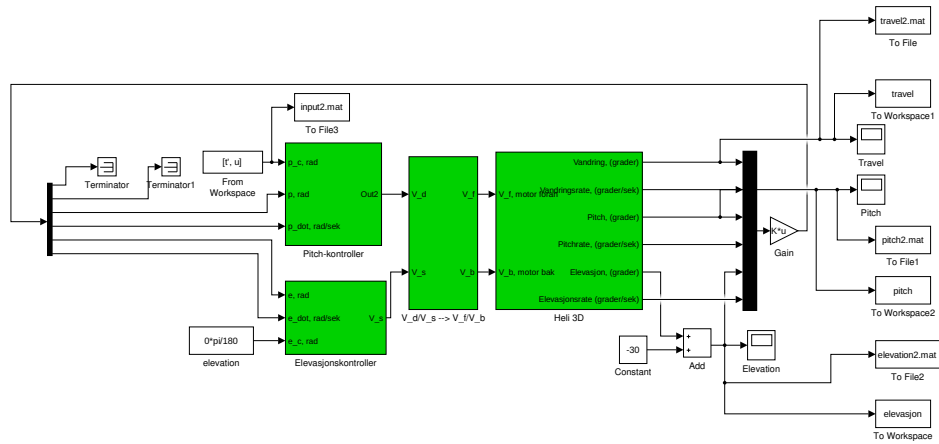 travel2.mat
To File
travel
To Workspace1
input2.mat
To File3
Travel
[t', u]
From
Workspace
Terminator
Terminator1
p_c, rad
p, rad
Out2
p_dot, rad/sek
Pitch-kontroller
V_d
V_f
V_s
V_b
V_d/V_s --> V_f/V_b
Vandring, (grader)
V_f, motor foran
Vandringsrate, (grader/sek)
Pitch, (grader)
Pitchrate, (grader/sek)
V_b, motor bak
Elevasjon, (grader)
Elevasjonsrate (grader/sek)
Heli 3D
K*u
Gain
Pitch
pitch2.mat
To File1
pitch
To Workspace2
e, rad
e_dot, rad/sek
V_s
e_c, rad
Elevasjonskontroller
0*pi/180
elevation
-30
Constant
+
+
Add
Elevation
elevation2.mat
To File2
elevasjon
To Workspace